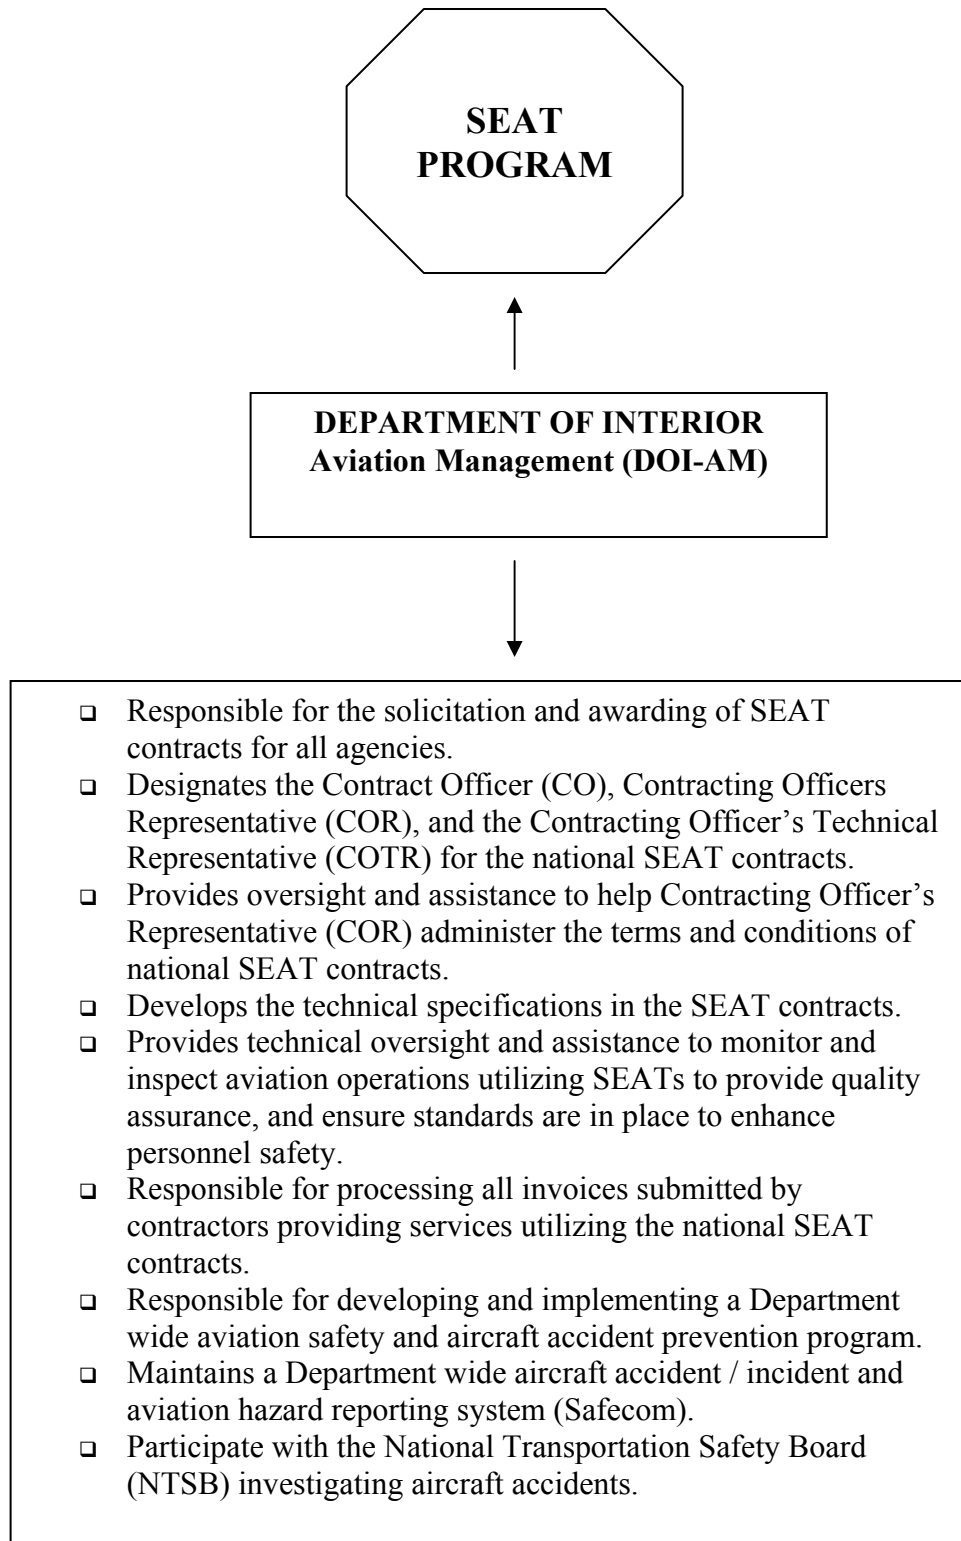 SEAT
PROGRAM
DEPARTMENT OF INTERIOR
Aviation Management (DOI-AM)
❑ Responsible for the solicitation and awarding of SEAT
contracts for all agencies.
❑ Designates the Contract Officer (CO), Contracting Officers
Representative (COR), and the Contracting Officer’s Technical
Representative (COTR) for the national SEAT contracts.
❑ Provides oversight and assistance to help Contracting Officer’s
Representative (COR) administer the terms and conditions of
national SEAT contracts.
❑ Develops the technical specifications in the SEAT contracts.
❑ Provides technical oversight and assistance to monitor and
inspect aviation operations utilizing SEATs to provide quality
assurance, and ensure standards are in place to enhance
personnel safety.
❑ Responsible for processing all invoices submitted by
contractors providing services utilizing the national SEAT
contracts.
❑ Responsible for developing and implementing a Department
wide aviation safety and aircraft accident prevention program.
❑ Maintains a Department wide aircraft accident / incident and
aviation hazard reporting system (Safecom).
❑ Participate with the National Transportation Safety Board
(NTSB) investigating aircraft accidents.